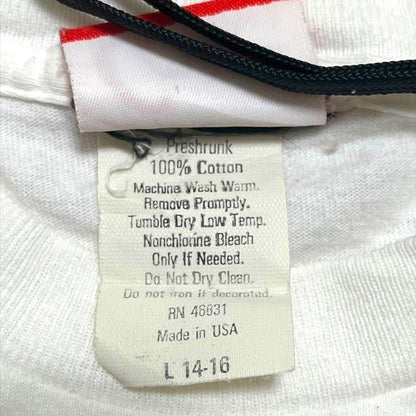 Preshrunk
100% Cotton
Machine Wash Warm.
Remove Promptly.
Tumble Dry Low Temp.
Nonchlorine Bleach
Only If Needed.
Do Not Dry Clean.
Do not iron if decorated.
RN 46831
Made in USA
L 14-16